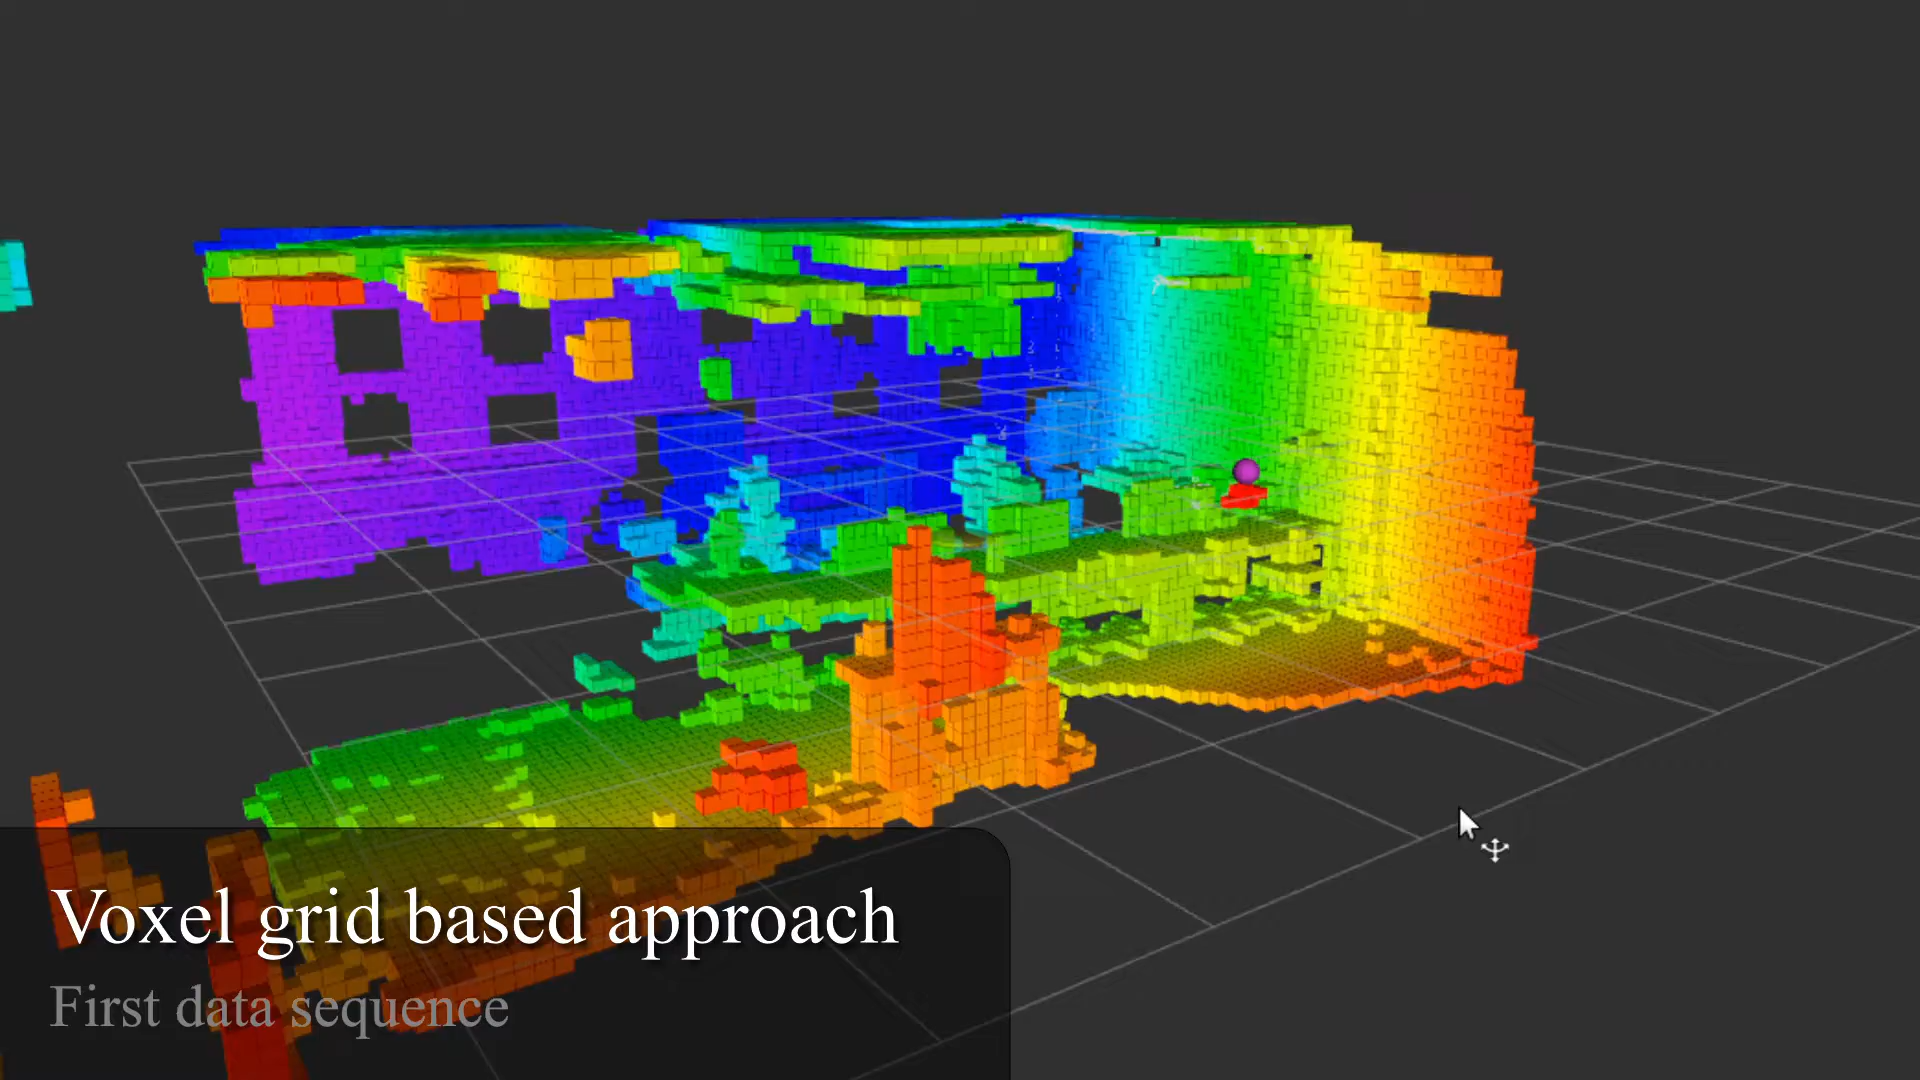 Voxel grid based approach
First data sequence